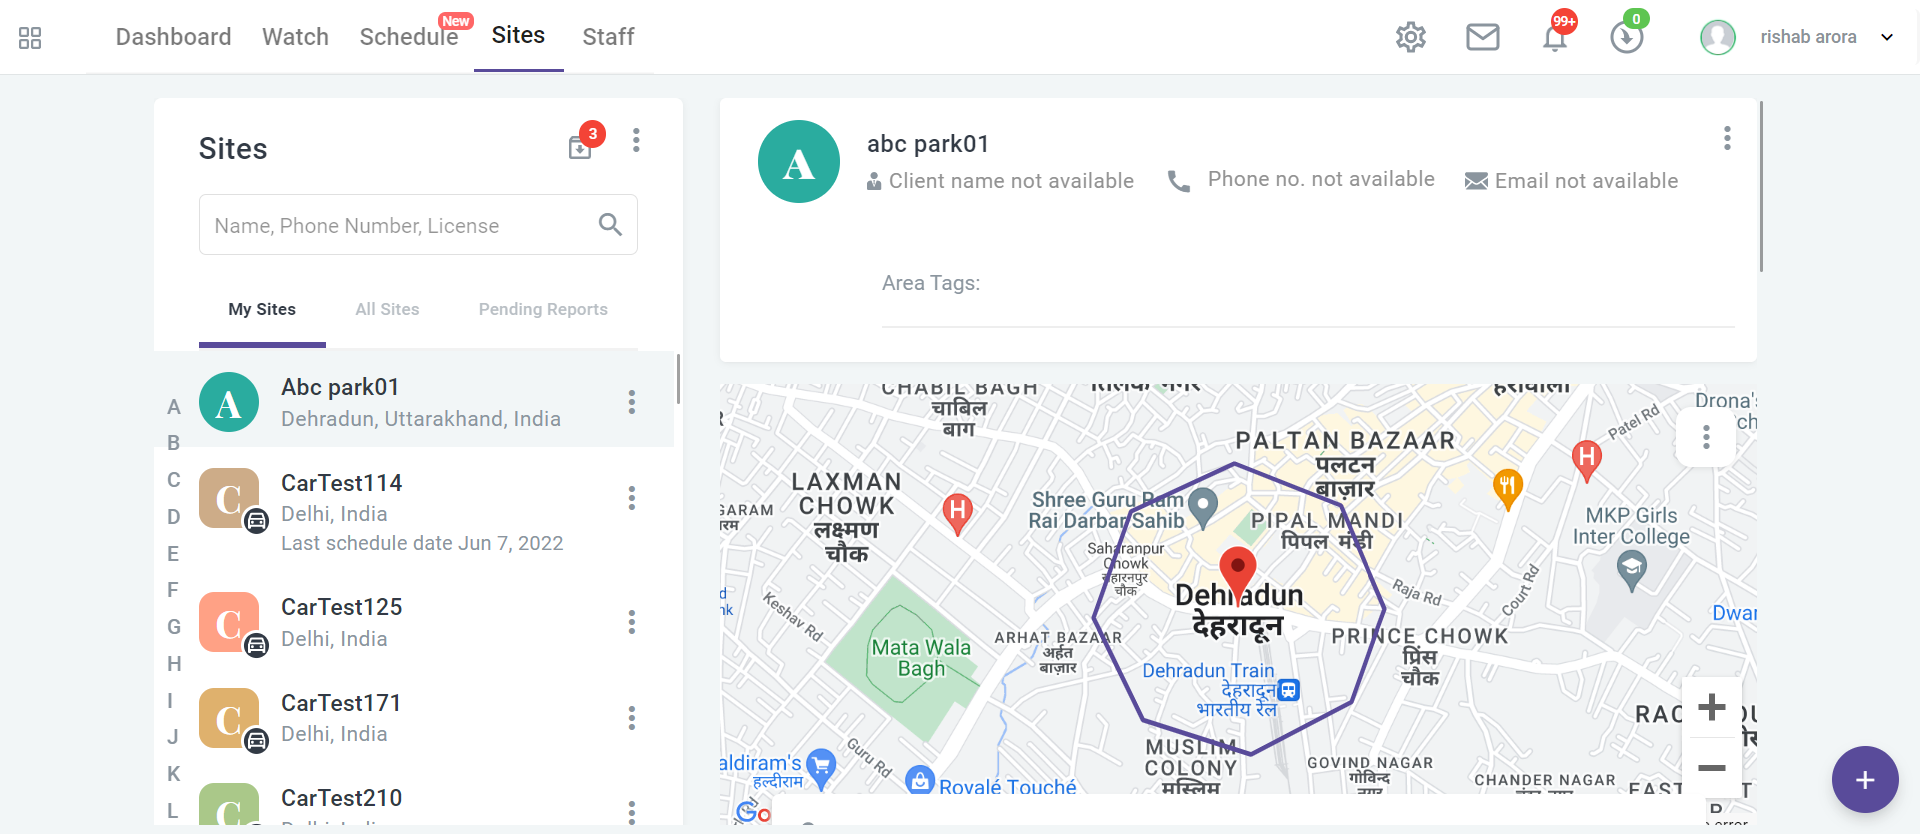 Dashboard
Watch
Schedule
New
Sites
Staff
99+
0
rishab arora
Sites
3
Name, Phone Number, License
My Sites
All Sites
Pending Reports
A
B
C
D
E
F
G
H
I
J
K
L
A
Abc park01
Dehradun, Uttarakhand, India
C
CarTest114
Delhi, India
Last schedule date Jun 7, 2022
C
CarTest125
Delhi, India
C
CarTest171
Delhi, India
C
CarTest210
A
abc park01
Client name not available
Phone no. not available
Email not available
Area Tags:
CHABIL BAGH
चाबिल
बाग
तिलक नगर
Drona's
Patel Rd
PALTAN BAZAAR
पलटन
बाज़ार
LAXMAN
CHOWK
लक्ष्मण
चौक
H
H
Shree Guru Ram
Rai Darbar Sahib
PIPAL MANDI
पिपल मंडी
MKP Girls
Inter College
Saharanpur
Chowk
सहारनपुर
चौक
Dehradun
देहरादून
Raja Rd
Court Rd
Keshav Rd
Mata Wala
Bagh
ARHAT BAZAAR
अर्हत
बाज़ार
PRINCE CHOWK
प्रिंस
चौक
Dehradun Train
देहरादून
भारतीय रेल
Guru Rd
MUSLIM
COLONY
मुस्लिम
GOVIND NAGAR
गोविन्द
नगर
CHANDER NAGAR
aldiram's
हल्दीराम
Royalé Touché
Go